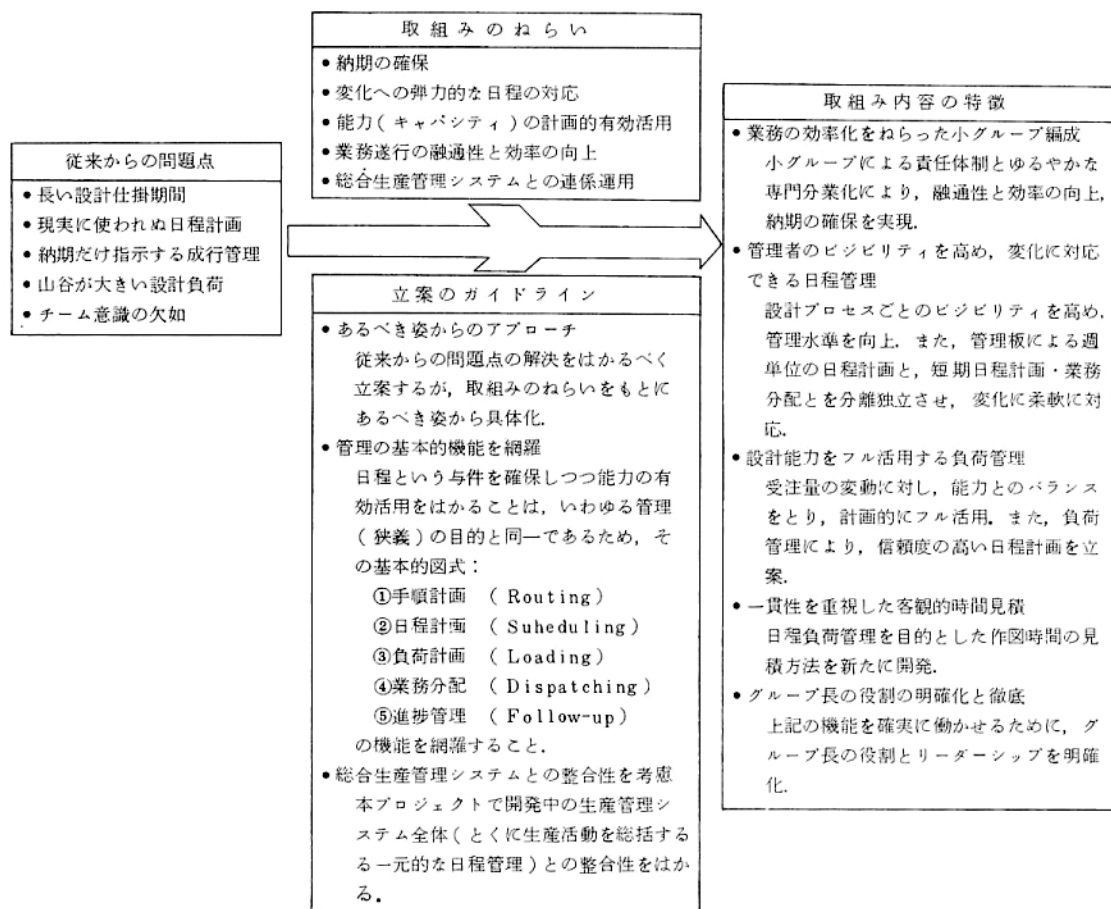 従来からの問題点
• 長い設計仕掛期間
• 現実に使われぬ日程計画
• 納期だけ指示する成行管理
• 山谷が大きい設計負荷
• チーム意識の欠如
取組みのねらい
• 納期の確保
• 変化への弾力的な日程の対応
• 能力(キャパシティ)の計画的有効活用
• 業務遂行の融通性と効率の向上
• 総合生産管理システムとの連係運用
立案のガイドライン
• あるべき姿からのアプローチ
従来からの問題点の解決をはかるべく
立案するが,取組みのねらいをもとに
あるべき姿から具体化.
• 管理の基本的機能を網羅
日程という与件を確保しつつ能力の有
効活用をはかることは,いわゆる管理
(狭義)の目的と同一であるため,そ
の基本的図式:
①手順計画 (Routing)
②日程計画 (Suheduling)
③負荷計画 (Loading)
④業務分配 (Dispatching)
⑤進捗管理 (Follow-up)
の機能を網羅すること.
• 総合生産管理システムとの整合性を考慮
本プロジェクトで開発中の生産管理シ
ステム全体(とくに生産活動を総括する
る一元的な日程管理)との整合性をはか
る.
取組み内容の特徴
• 業務の効率化をねらった小グループ編成
小グループによる責任体制とゆるやかな
専門分業化により,融通性と効率の向上,
納期の確保を実現.
• 管理者のビジビリティを高め,変化に対応
できる日程管理
設計プロセスごとのビジビリティを高め,
管理水準を向上.また,管理板による週
単位の日程計画と,短期日程計画・業務
分配とを分離独立させ,変化に柔軟に対
応.
• 設計能力をフル活用する負荷管理
受注量の変動に対し,能力とのバランス
をとり,計画的にフル活用.また,負荷
管理により,信頼度の高い日程計画を立
案.
• 一貫性を重視した客観的時間見積
日程負荷管理を目的とした作図時間の見
積方法を新たに開発.
• グループ長の役割の明確化と徹底
上記の機能を確実に働かせるために,グ
ループ長の役割とリーダーシップを明確
化.